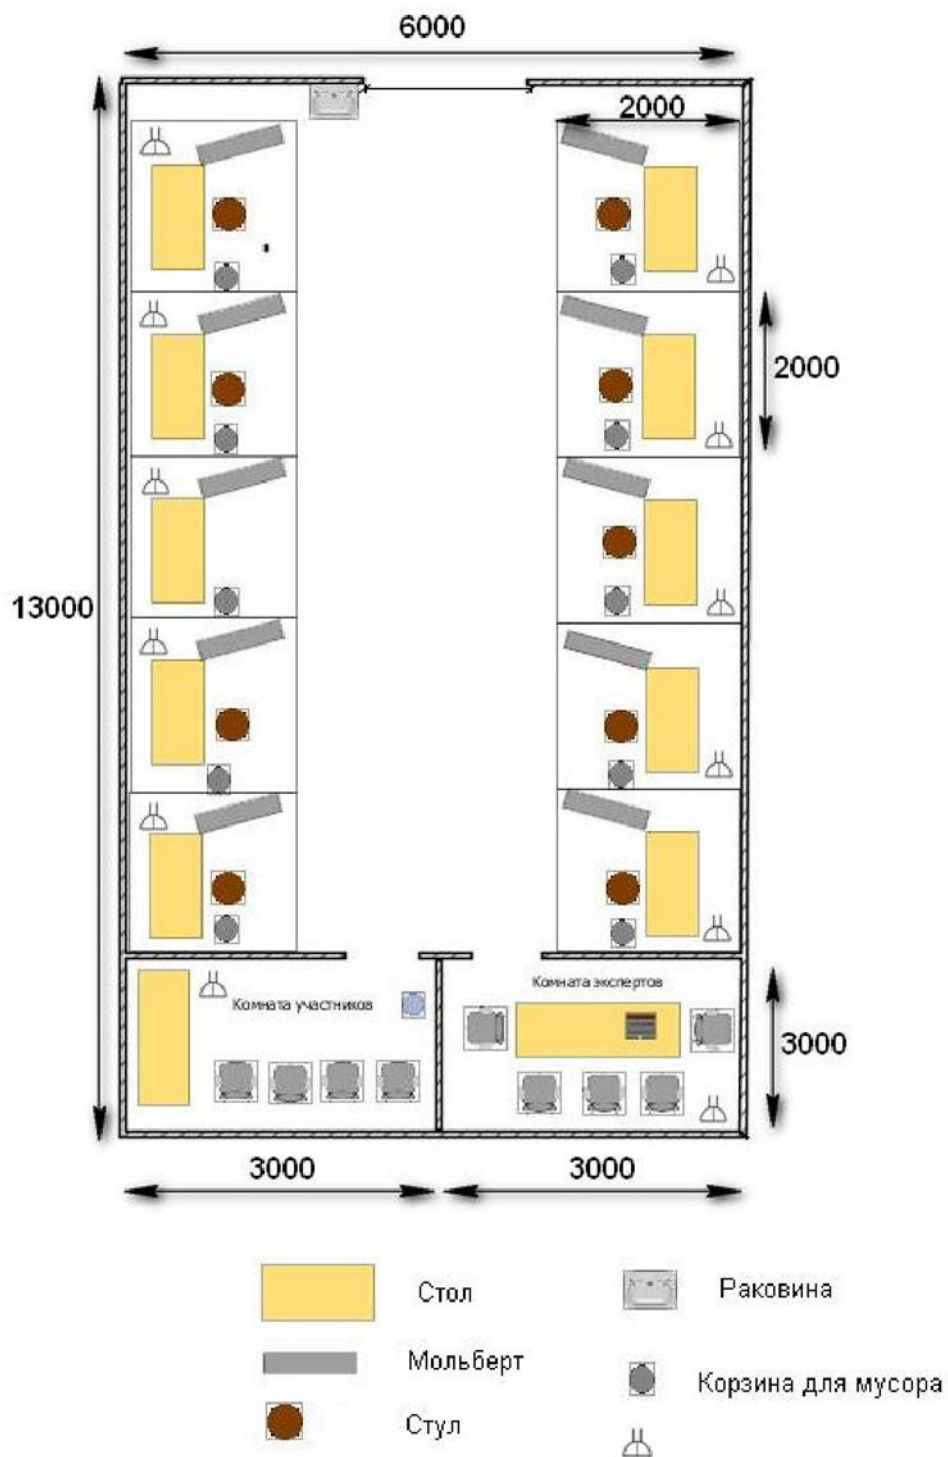 6000
2000
2000
13000
Комната участников
Комната экспертов
3000
3000
3000
Стол
Раковина
Мольберт
Корзина для мусора
Стул